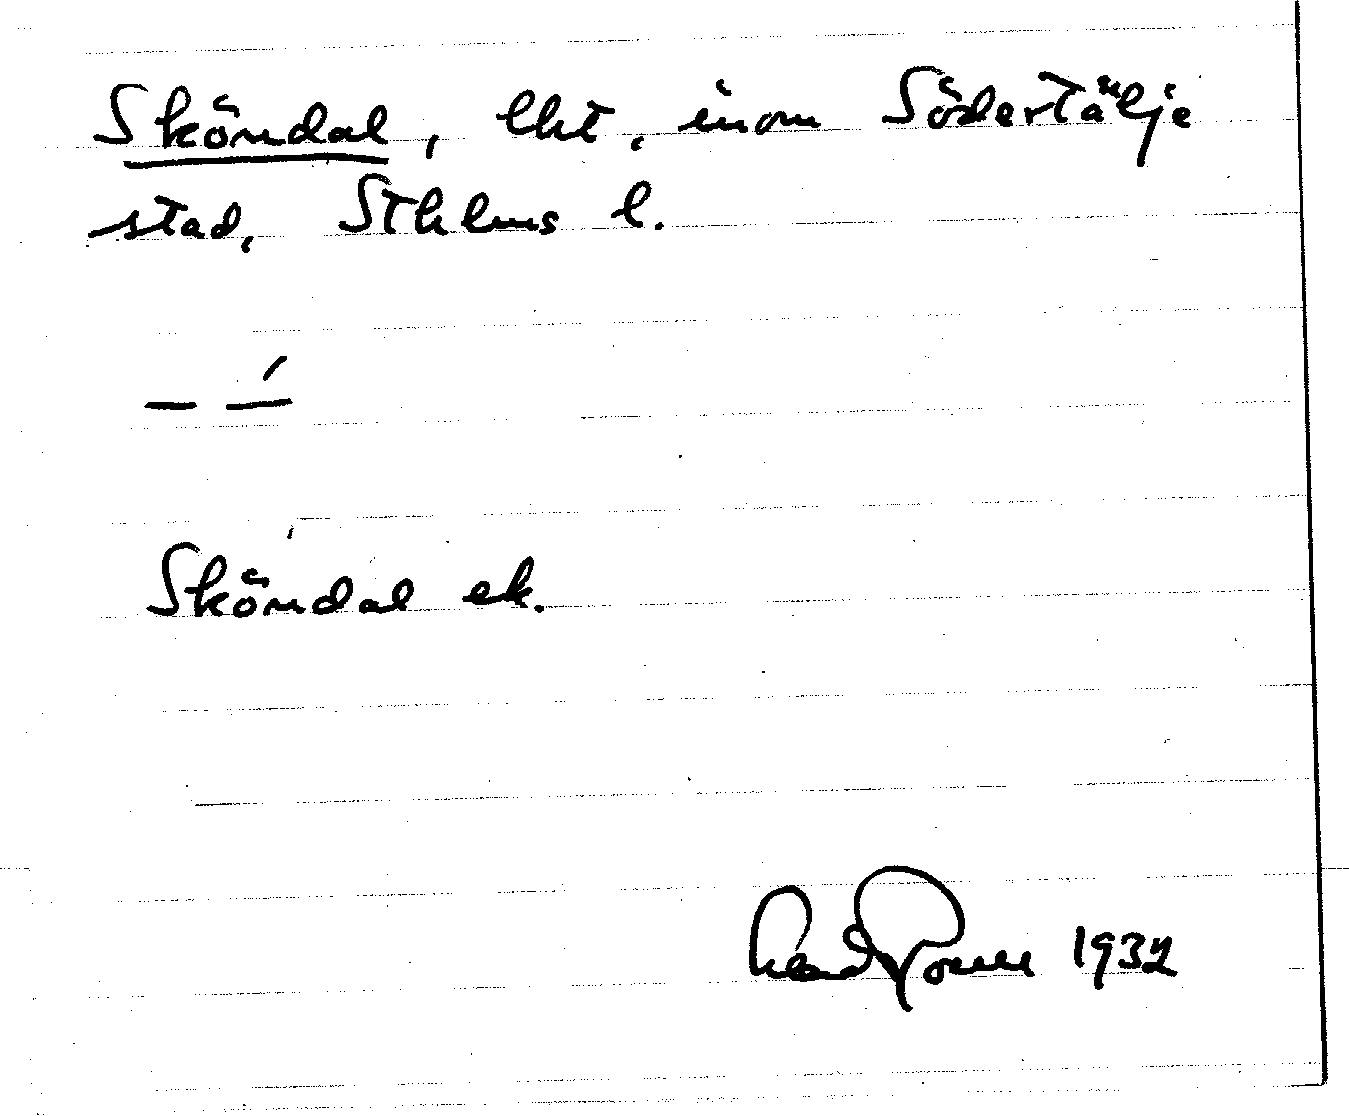 Sköndal, lht, inom Södertälje
stad, Sthlms l.
Sköndal ek.
1932